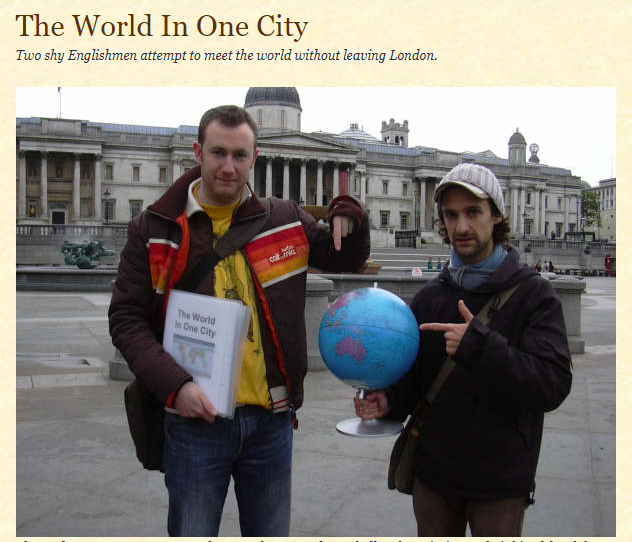 The World In One City
Two shy Englishmen attempt to meet the world without leaving London.
The World
In One City